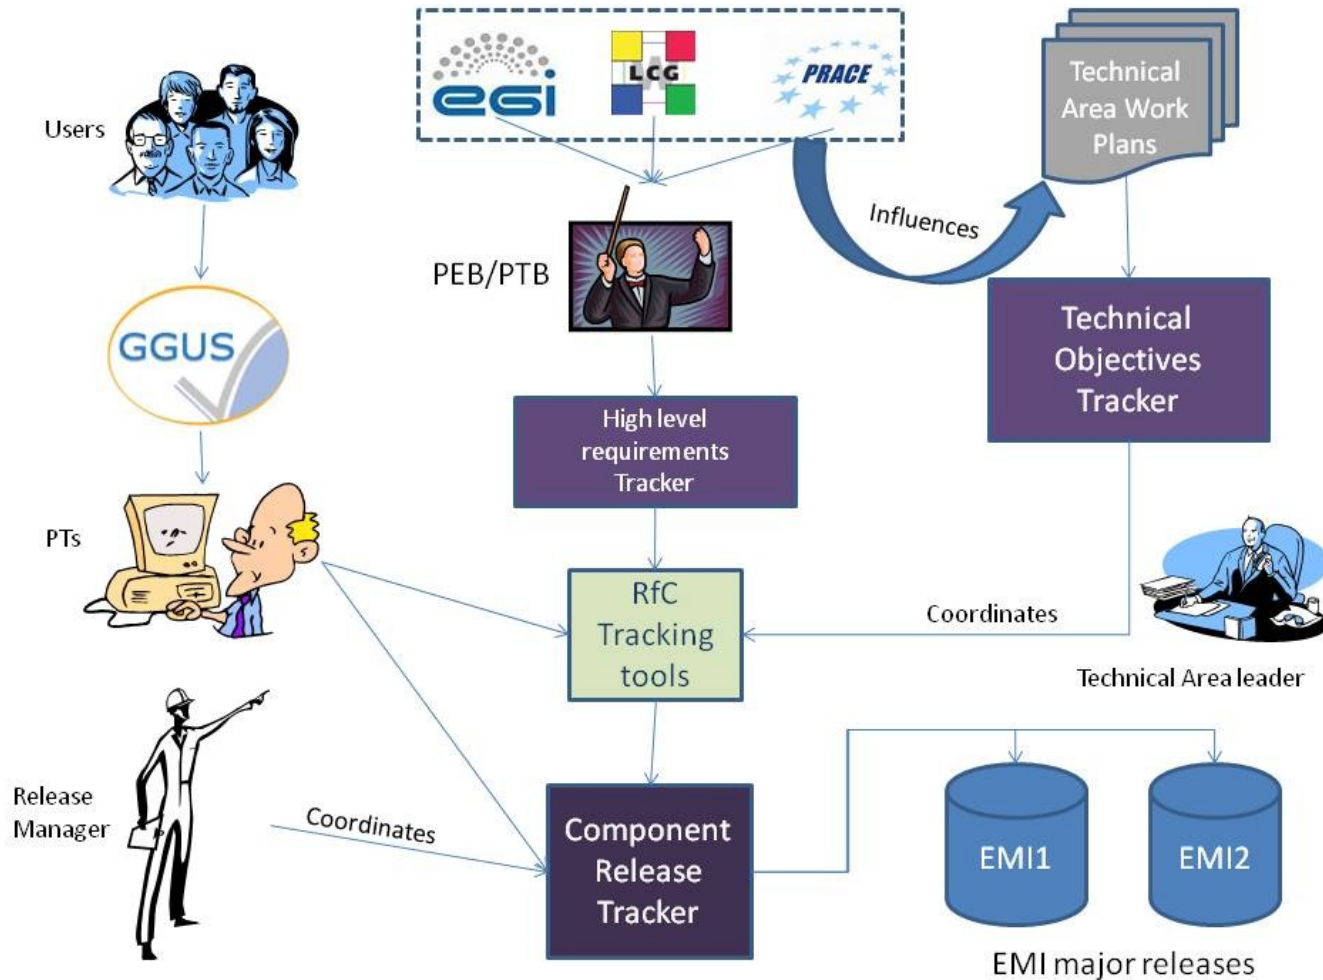 egi
LCG
PRACE
Technical
Area Work
Plans
Users
Influences
PEB/PTB
GGUS
Technical
Objectives
Tracker
High level
requirements
Tracker
PTs
RfC
Tracking
tools
Coordinates
Technical Area leader
Release
Manager
Coordinates
Component
Release
Tracker
EMI1
EMI2
EMI major releases